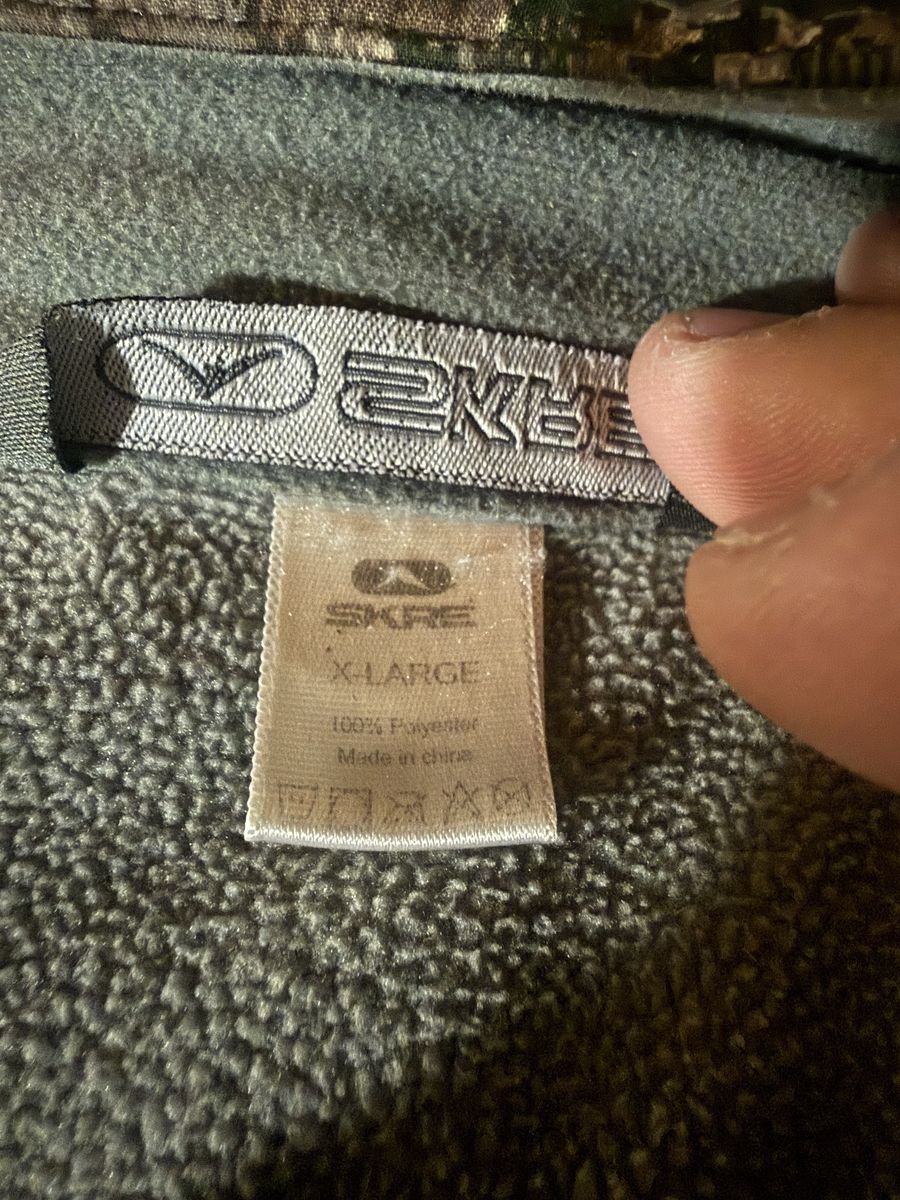 SKRE
SKRE
X-LARGE
100% Polyester
Made in china